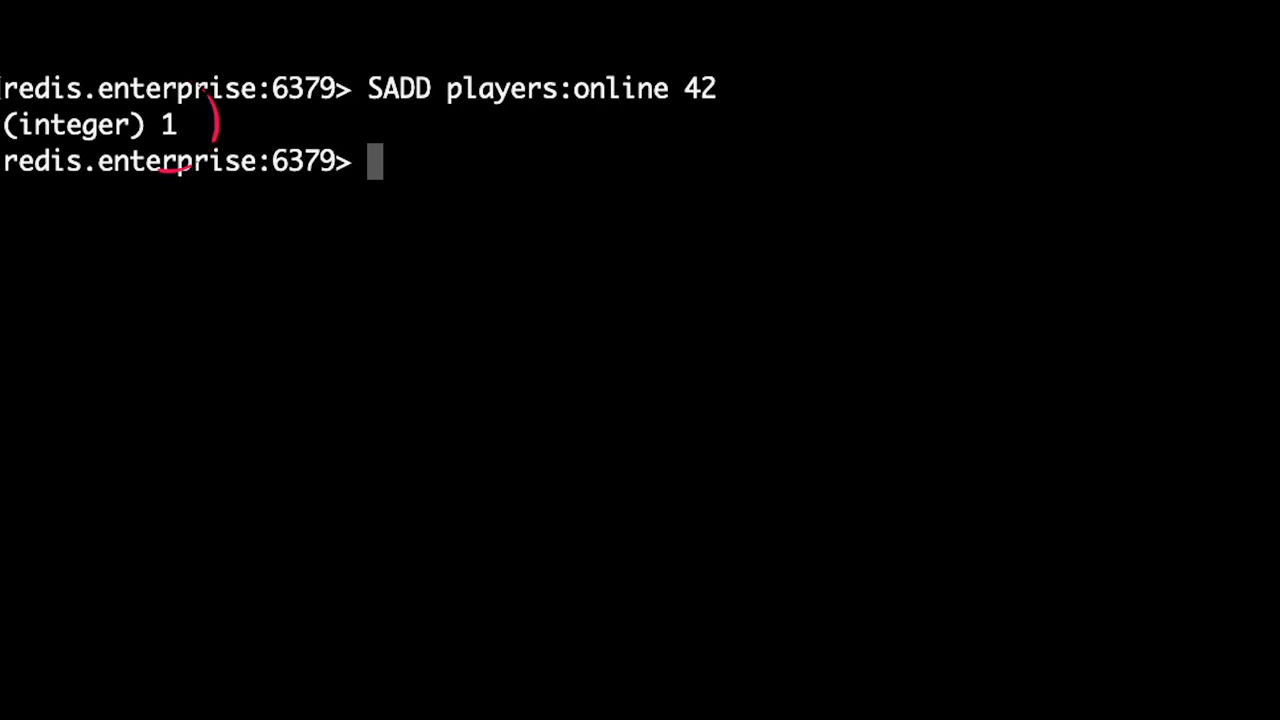 redis.enterprise:6379> SADD players:online 42
(integer) 1
redis.enterprise:6379>